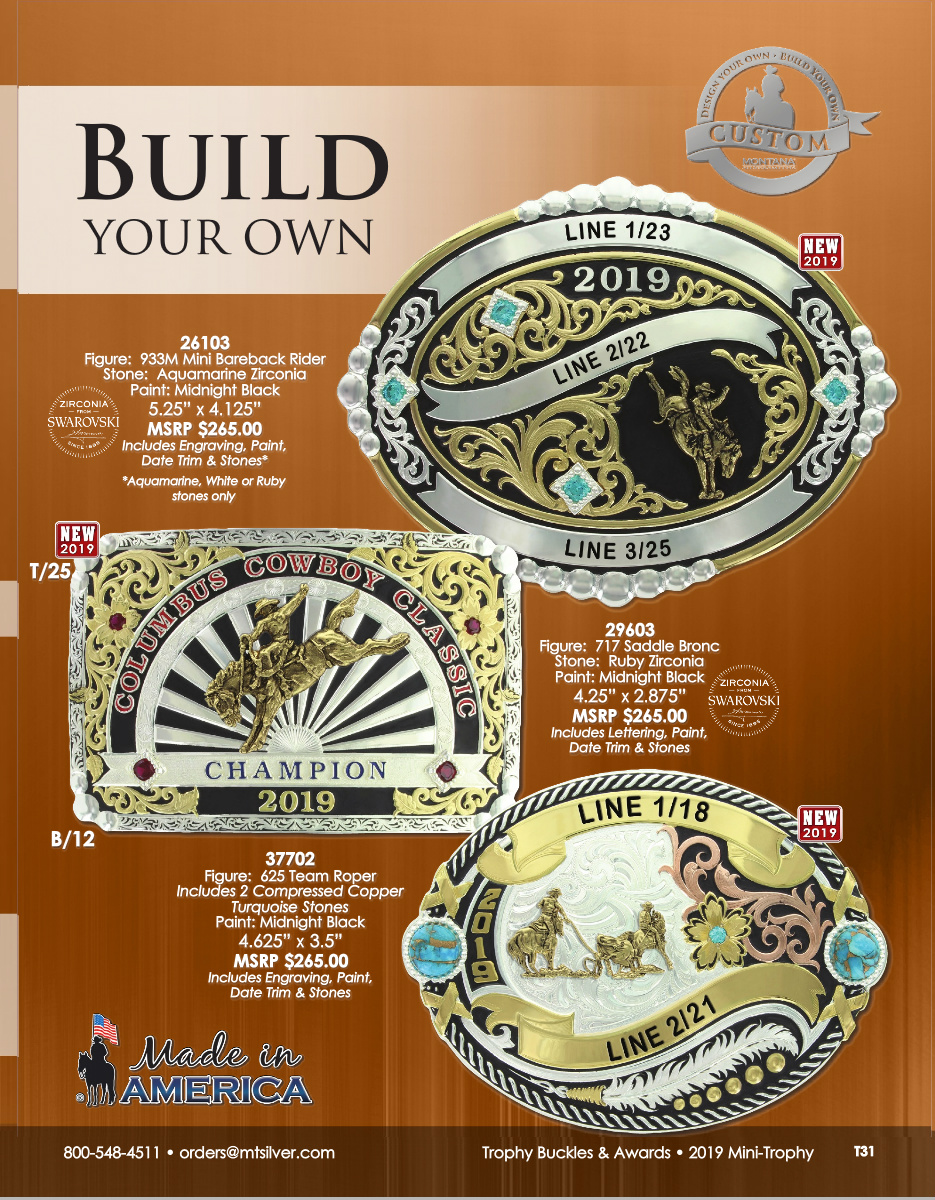 BUILD
YOUR OWN
DESIGN YOUR OWN • BUILD YOUR OWN
CUSTOM
MONTANA
LINE 1/23
NEW
2019
2019
LINE 2/22
LINE 3/25
26103
Figure: 933M Mini Bareback Rider
Stone: Aquamarine Zirconia
Paint: Midnight Black
5.25" x 4.125"
MSRP $265.00
Includes Engraving, Paint,
Date Trim & Stones*
*Aquamarine, White or Ruby
stones only
ZIRCONIA
FROM
SWAROVSKI
SINCE 1895
NEW
2019
T/25
COLUMBUS COWBOY CLASSIC
CHAMPION
2019
B/12
29603
Figure: 717 Saddle Bronc
Stone: Ruby Zirconia
Paint: Midnight Black
4.25" x 2.875"
MSRP $265.00
Includes Lettering, Paint,
Date Trim & Stones
ZIRCONIA
FROM
SWAROVSKI
SINCE 1895
37702
Figure: 625 Team Roper
Includes 2 Compressed Copper
Turquoise Stones
Paint: Midnight Black
4.625" x 3.5"
MSRP $265.00
Includes Engraving, Paint,
Date Trim & Stones
NEW
2019
LINE 1/18
2019
LINE 2/21
Made in
AMERICA
®
800-548-4511 • orders@mtsilver.com
Trophy Buckles & Awards • 2019 Mini-Trophy
T31